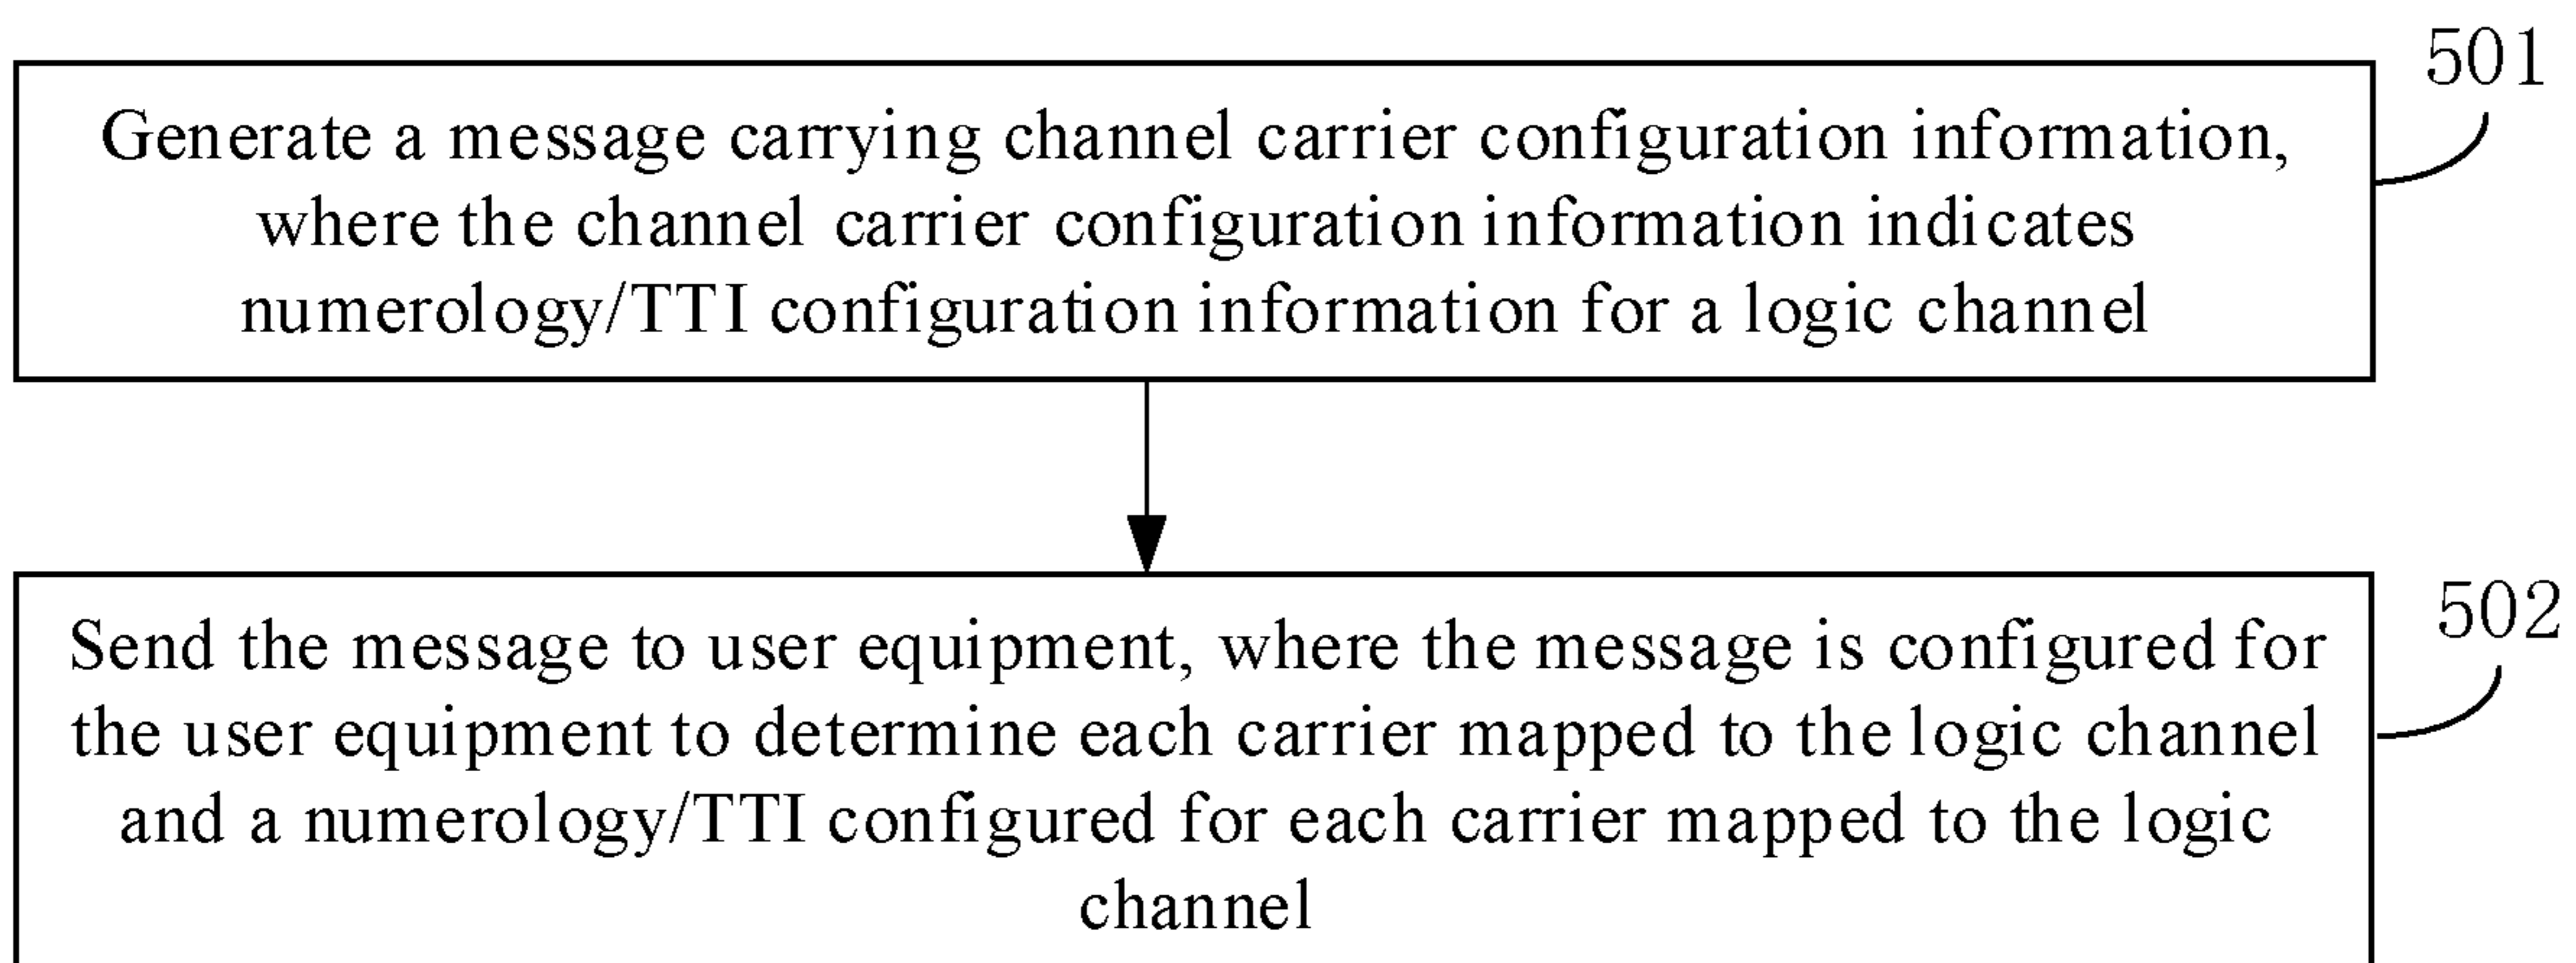 501
Generate a message carrying channel carrier configuration information,
where the channel carrier configuration information indicates
numerology/TTI configuration information for a logic channel
502
Send the message to user equipment, where the message is configured for
the user equipment to determine each carrier mapped to the logic channel
and a numerology/TTI configured for each carrier mapped to the logic
channel